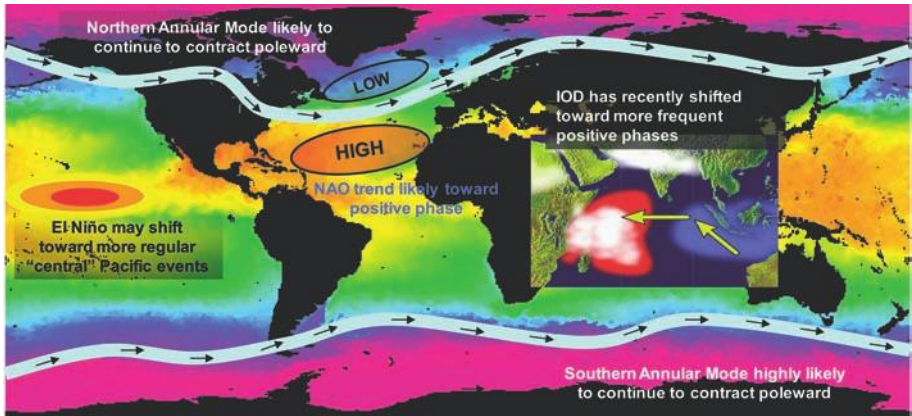 Northern Annular Mode likely to
continue to contract poleward
LOW
IOD has recently shifted
toward more frequent
positive phases
HIGH
NAO trend likely toward
positive phase
El Niño may shift
toward more regular
“central” Pacific events
Southern Annular Mode highly likely
to continue to contract poleward